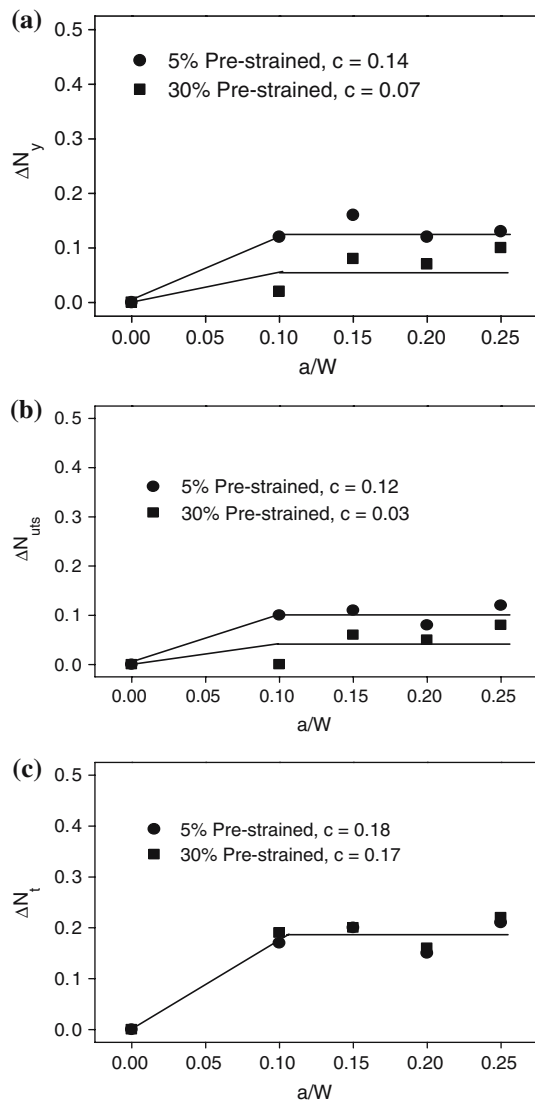 (a)
0.5
0.4
0.3
0.2
0.1
0.0
ΔN_y
5% Pre-strained, c = 0.14
30% Pre-strained, c = 0.07
0.00 0.05 0.10 0.15 0.20 0.25
a/W
(b)
0.5
0.4
0.3
0.2
0.1
0.0
ΔN_uts
5% Pre-strained, c = 0.12
30% Pre-strained, c = 0.03
0.00 0.05 0.10 0.15 0.20 0.25
a/W
(c)
0.5
0.4
0.3
0.2
0.1
0.0
ΔN_t
5% Pre-strained, c = 0.18
30% Pre-strained, c = 0.17
0.00 0.05 0.10 0.15 0.20 0.25
a/W